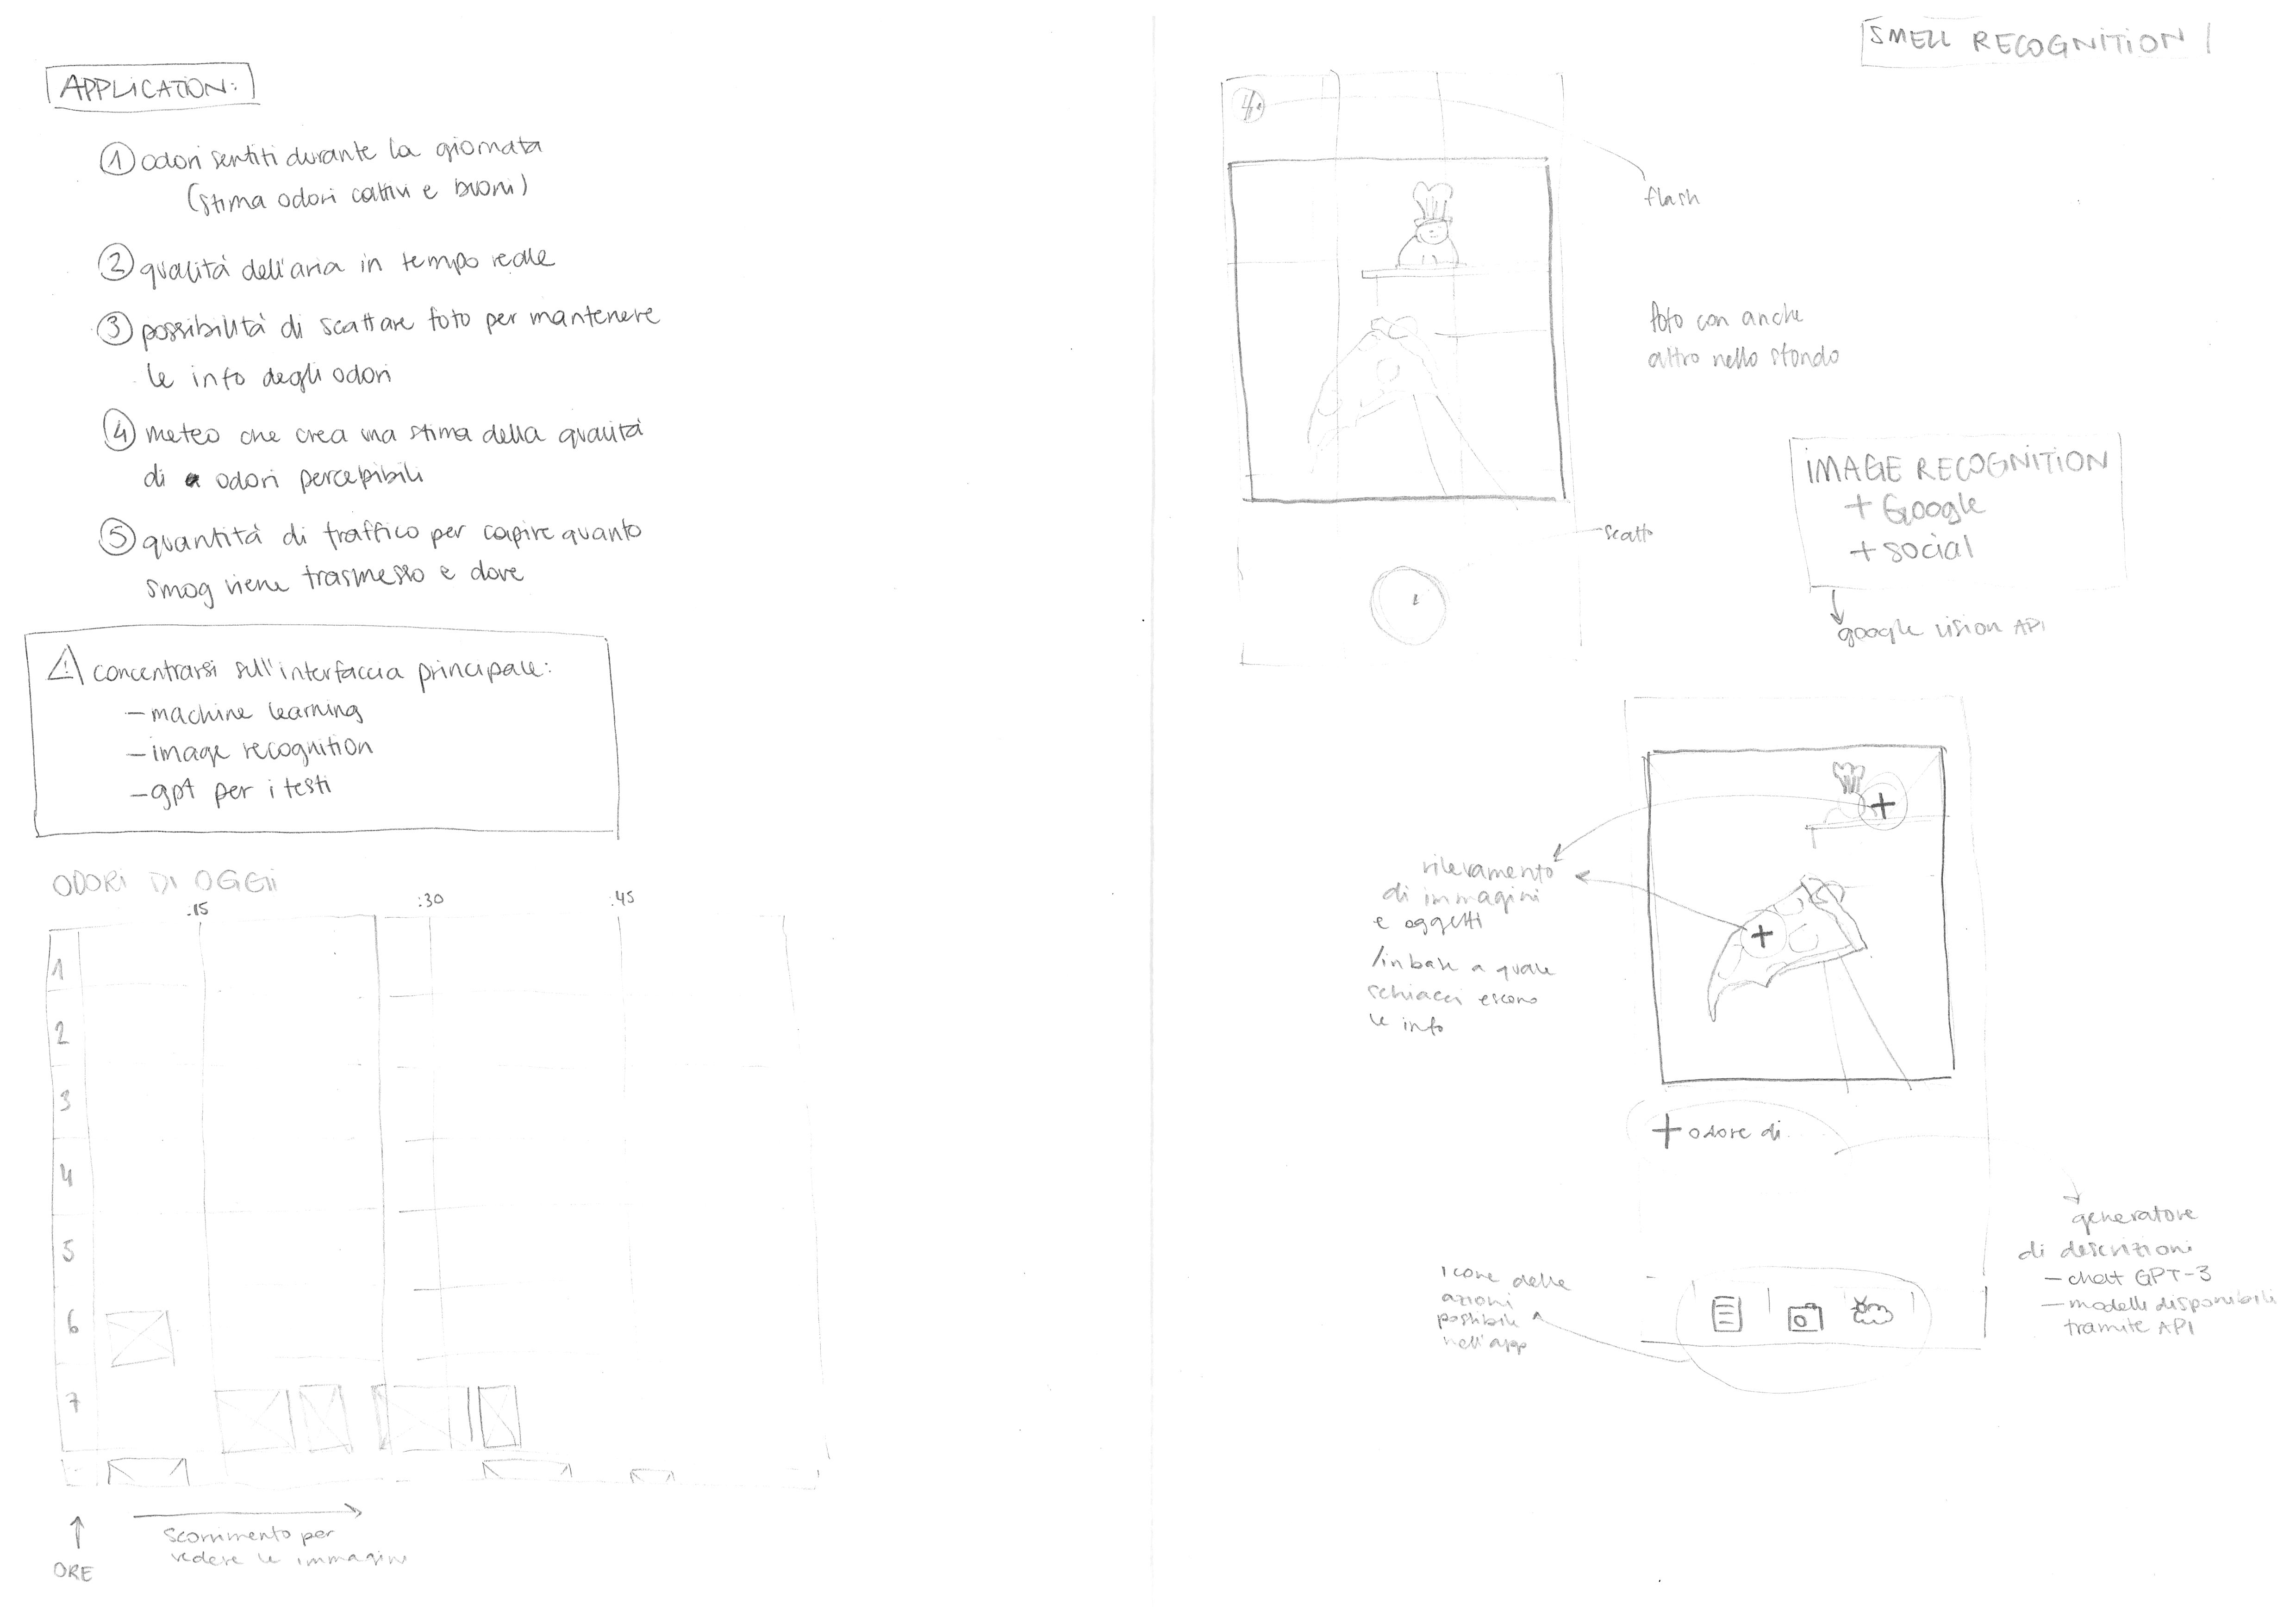 APPLICATION:
① odori sentiti durante la giornata
(stima odori cattivi e buoni)
② qualità dell'aria in tempo reale
③ possibilità di scattare foto per mantenere
le info degli odori
④ meteo che crea una stima della qualità
di odori percepibili
⑤ quantità di traffico per capire quanto
smog viene trasmesso e dove
⚠ concentrarsi sull'interfaccia principale:
– machine learning
– image recognition
– gpt per i testi
ODORI DI OGGI
:15 :30 :45
1
2
3
4
5
6
7
ORE
scorrimento per
vedere le immagini
SMELL RECOGNITION
flash
foto con anche
altro nello sfondo
scatto
IMAGE RECOGNITION
+ Google
+ social
google vision API
rilevamento
di immagini
e oggetti
/in base a quale
schiacci escono
le info
+ odore di
generatore
di descrizioni
– chat GPT-3
– modelli disponibili
tramite API
icone delle
azioni
possibili
nell'app